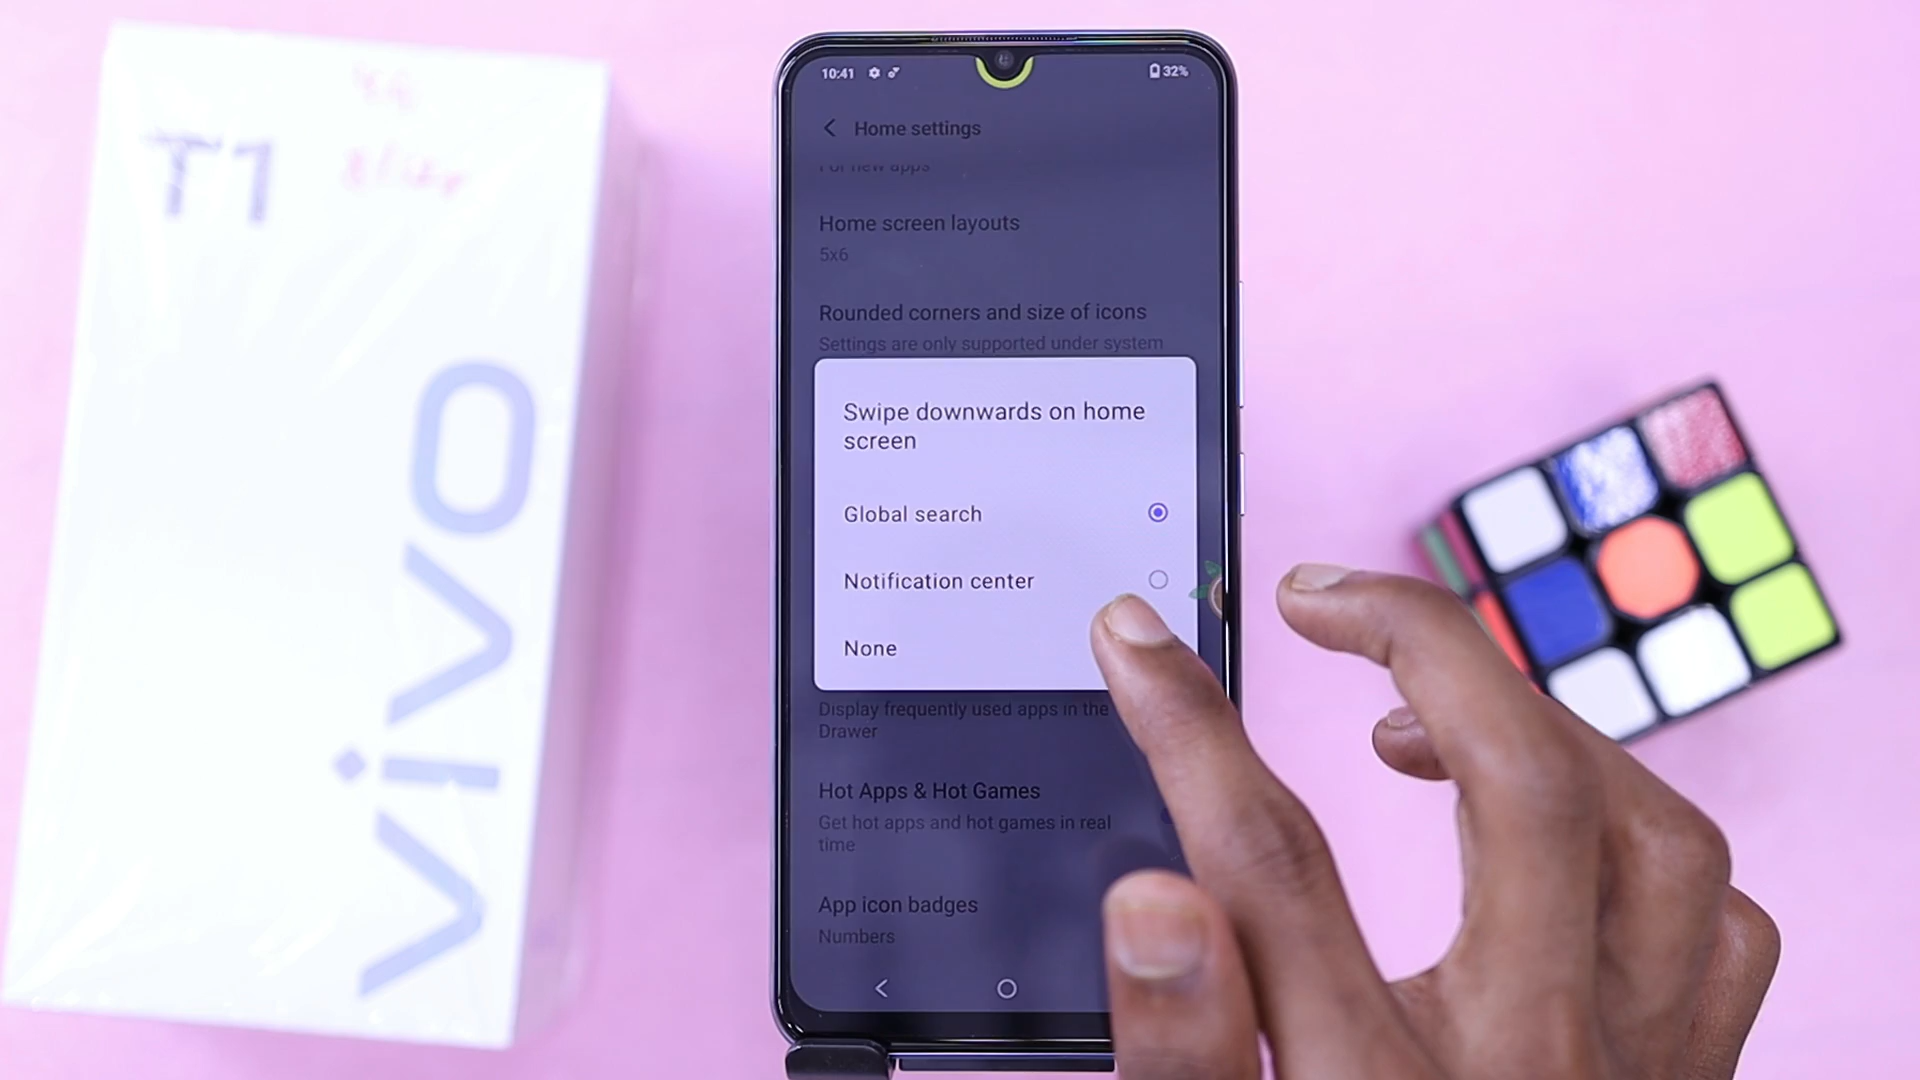 T1
vivo
10:41
32%
Home settings
For new apps
Home screen layouts
5x6
Rounded corners and size of icons
Settings are only supported under system
Swipe downwards on home
screen
Global search
Notification center
None
Display frequently used apps in the
Drawer
Hot Apps & Hot Games
Get hot apps and hot games in real
time
App icon badges
Numbers